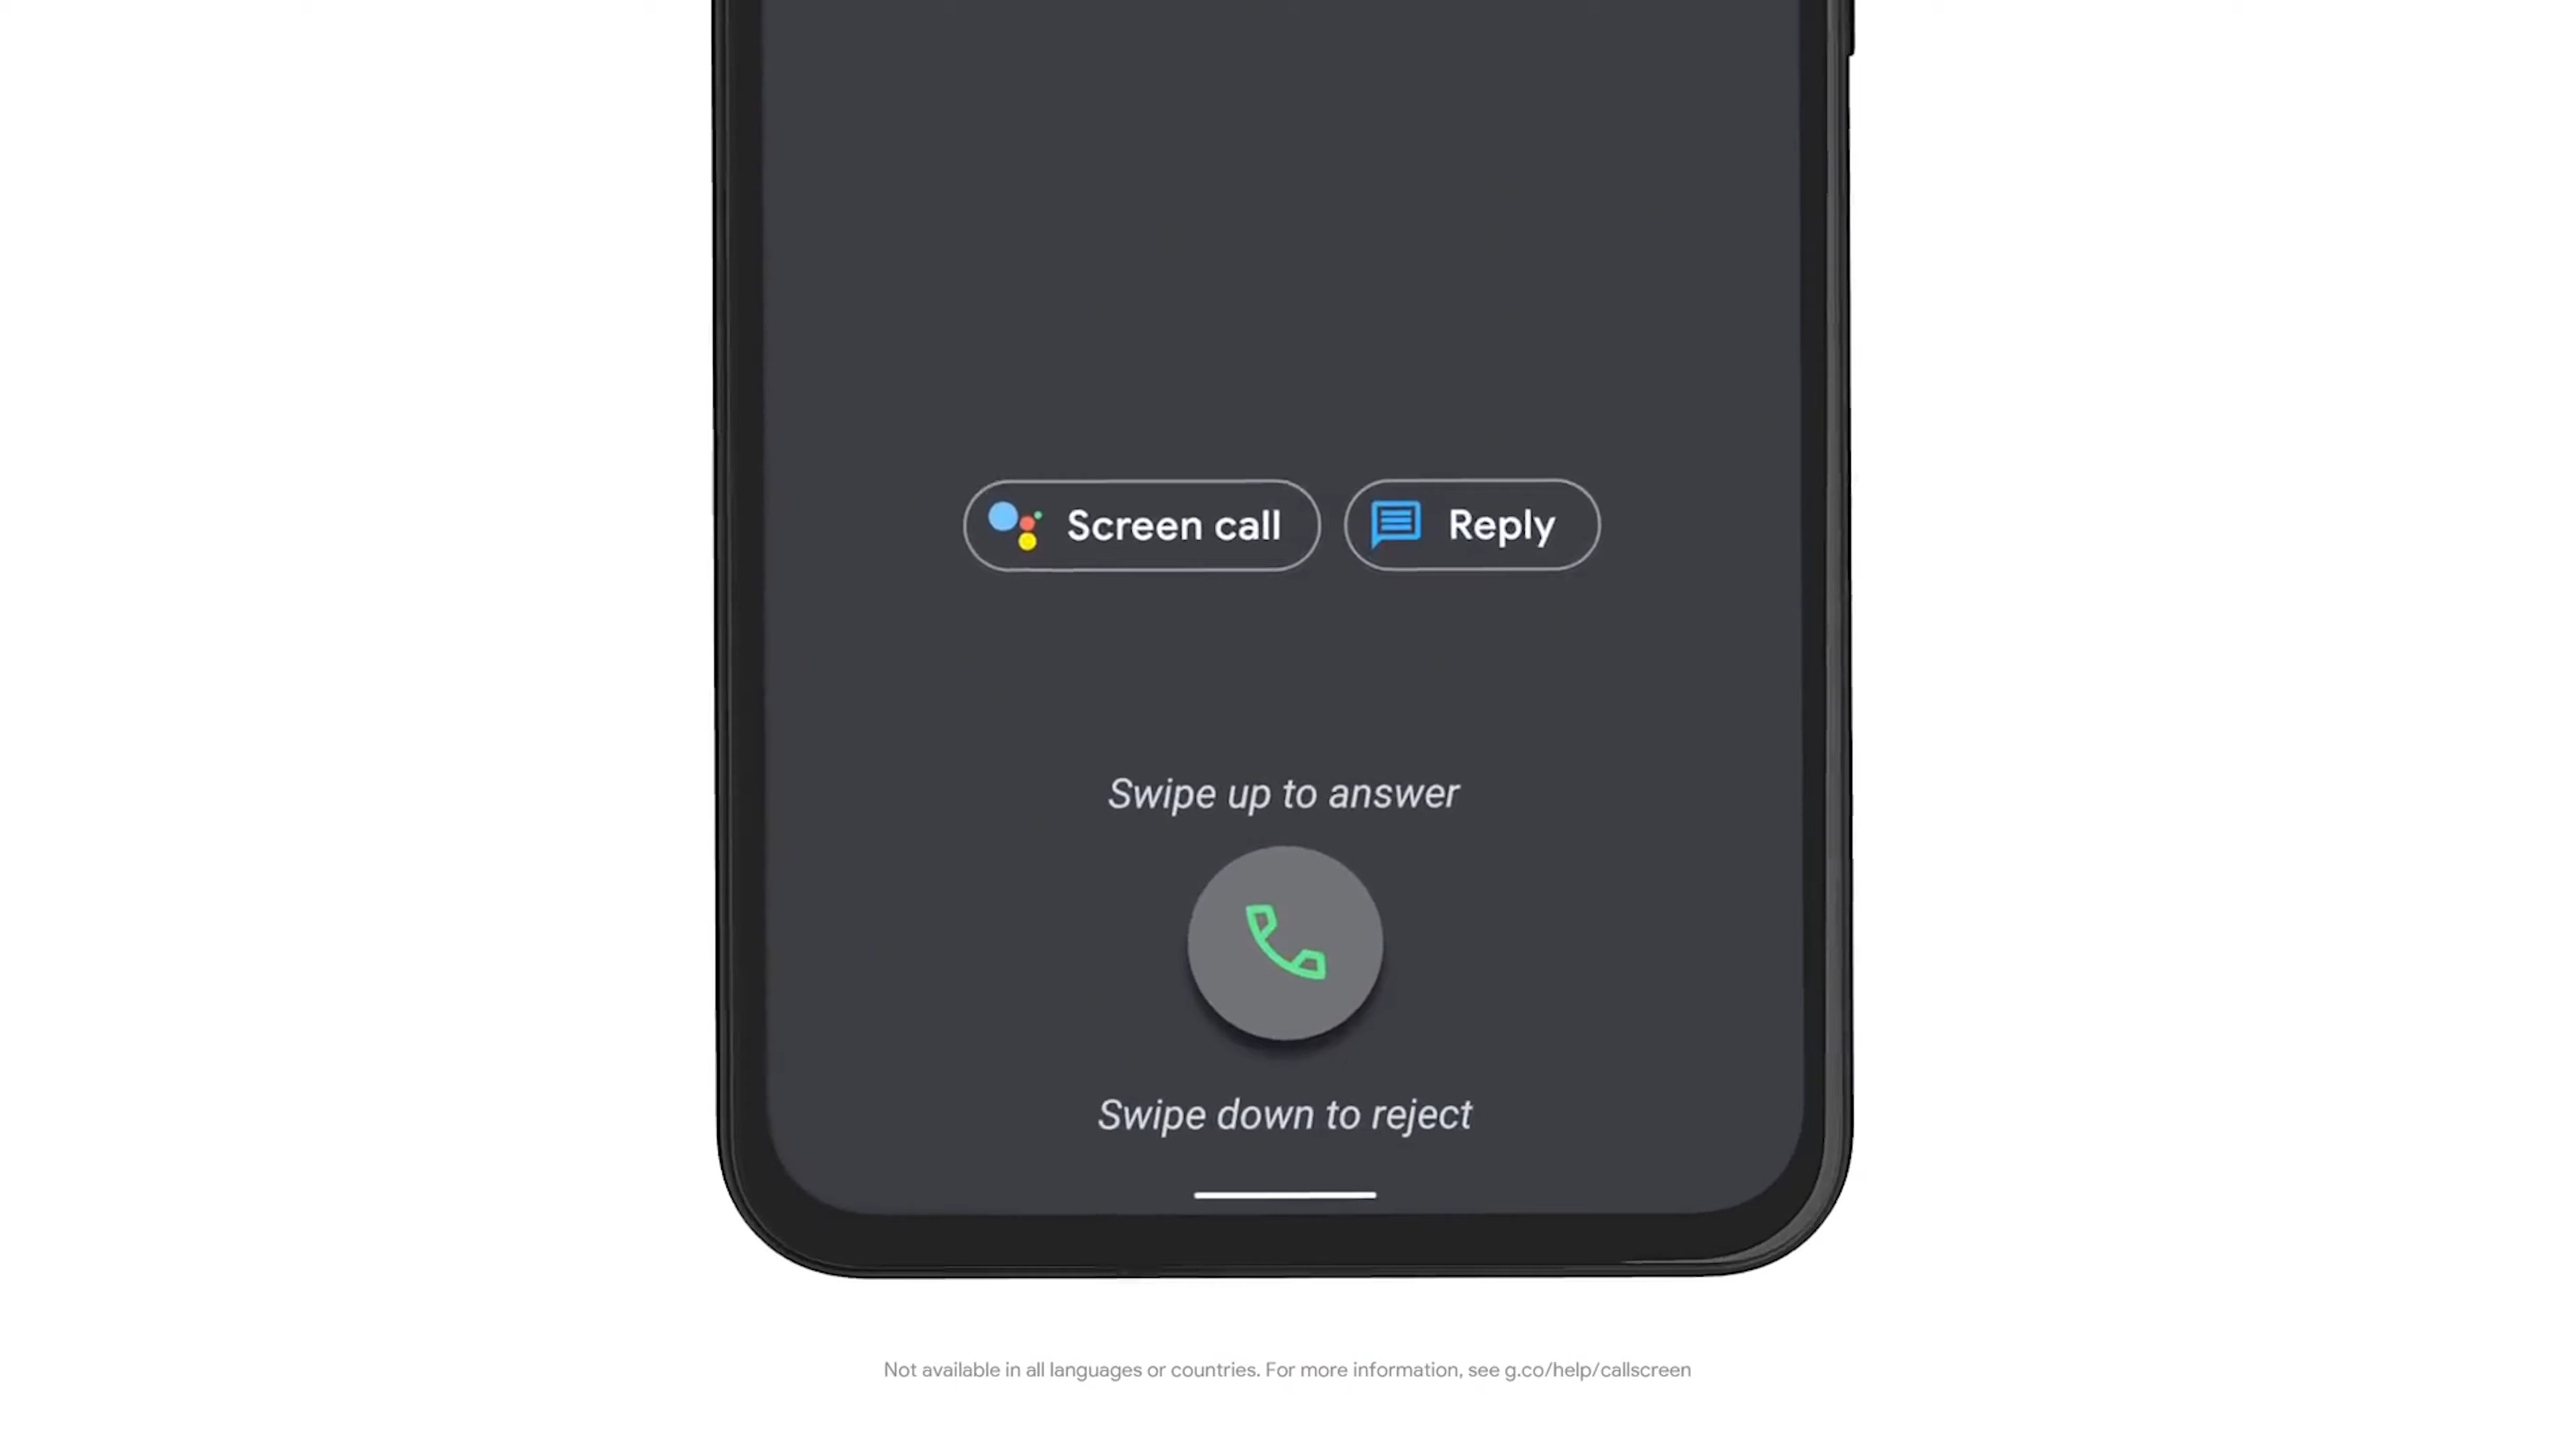 Screen call
Reply
Swipe up to answer
Swipe down to reject
Not available in all languages or countries. For more information, see g.co/help/callscreen